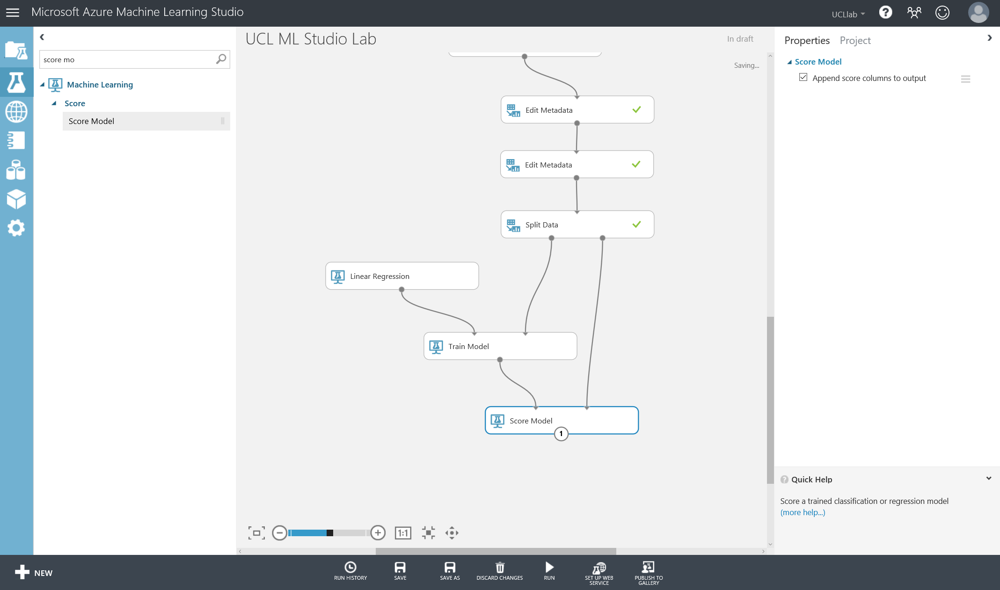 Microsoft Azure Machine Learning Studio
UCLlab
score mo
Machine Learning
Score
Score Model
UCL ML Studio Lab
In draft
Saving...
Edit Metadata
Edit Metadata
Split Data
Linear Regression
Train Model
Score Model
1
1:1
Properties Project
Score Model
Append score columns to output
? Quick Help
Score a trained classification or regression model
(more help...)
NEW
RUN HISTORY
SAVE
SAVE AS
DISCARD CHANGES
RUN
SET UP WEB
SERVICE
PUBLISH TO
GALLERY